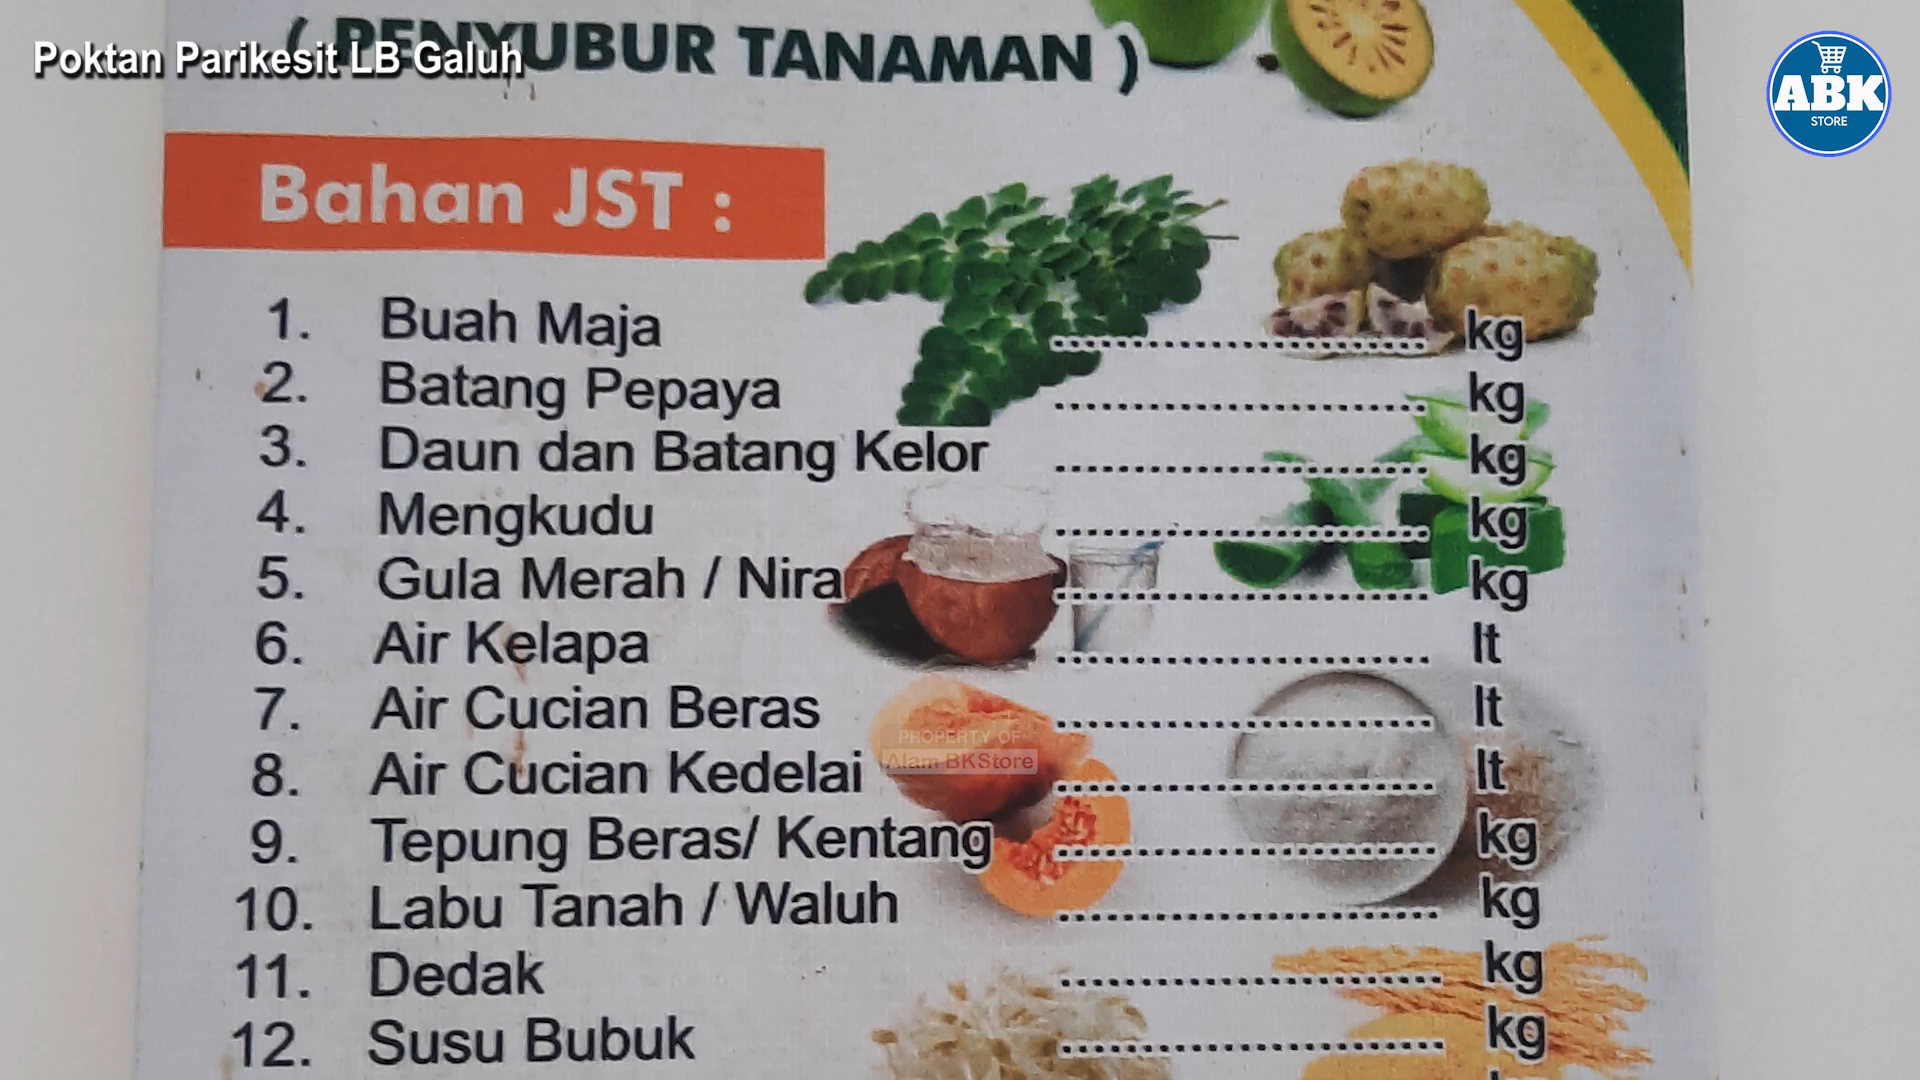 ( PENYUBUR TANAMAN )
Poktan Parikesit LB Galuh
ABK
STORE
Bahan JST :
1. Buah Maja ........................ kg
2. Batang Pepaya ........................ kg
3. Daun dan Batang Kelor ........................ kg
4. Mengkudu ........................ kg
5. Gula Merah / Nira ........................ kg
6. Air Kelapa ........................ lt
7. Air Cucian Beras ........................ lt
8. Air Cucian Kedelai ........................ lt
9. Tepung Beras/ Kentang ........................ kg
10. Labu Tanah / Waluh ........................ kg
11. Dedak ........................ kg
12. Susu Bubuk ........................ kg
PROPERTY OF
Alam BKStore